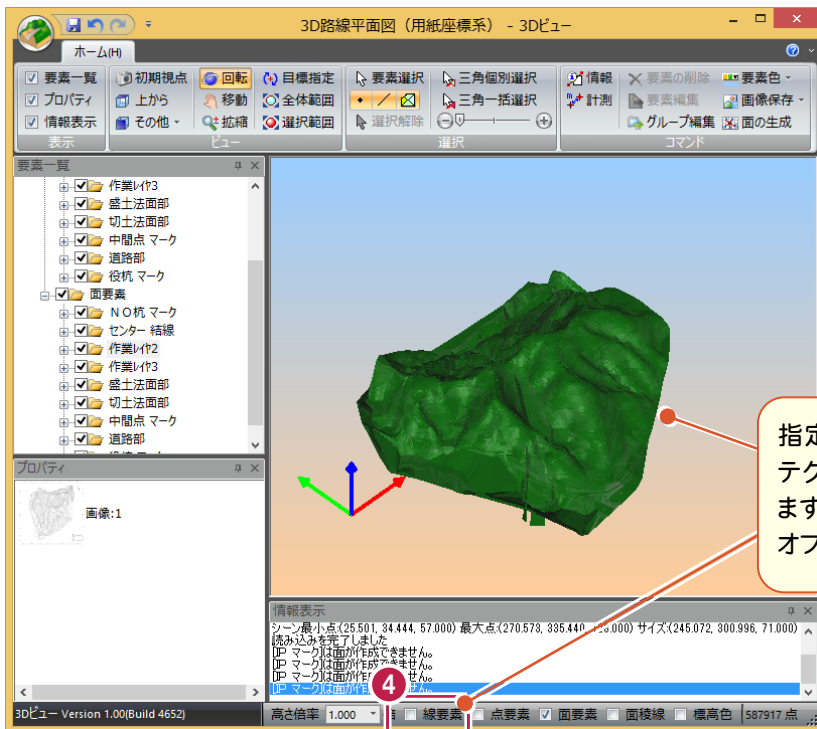 3D路線平面図（用紙座標系） - 3Dビュー
ホーム(H)
要素一覧
プロパティ
情報表示
表示
初期視点
上から
その他
回転
移動
拡縮
目標指定
全体範囲
選択範囲
ビュー
要素選択
選択解除
三角個別選択
三角一括選択
選択
情報
計測
要素の削除
要素編集
グループ編集
要素色
画像保存
面の生成
コマンド
要素一覧
作業ﾚｲﾔ3
盛土法面部
切土法面部
中間点 マーク
道路部
役杭 マーク
面要素
ＮＯ杭 マーク
センター 結線
作業ﾚｲﾔ2
作業ﾚｲﾔ3
盛土法面部
切土法面部
中間点 マーク
道路部
プロパティ
画像:1
指定
テク
ます
オフ
情報表示
シーン最小点:(25.501, 34.444, 57.000) 最大点:(270.573, 335.440, 128.000) サイズ:(245.072, 300.996, 71.000)
読み込みを完了しました
[IP マーク]は面が作成できません。
[IP マーク]は面が作成できません。
[IP マーク]は面が作成できません。
[IP マーク]は面が
4
3Dビュー Version 1.00(Build 4652)
高さ倍率 1.000 倍 線要素 点要素 面要素 面稜線 標高色 587917 点